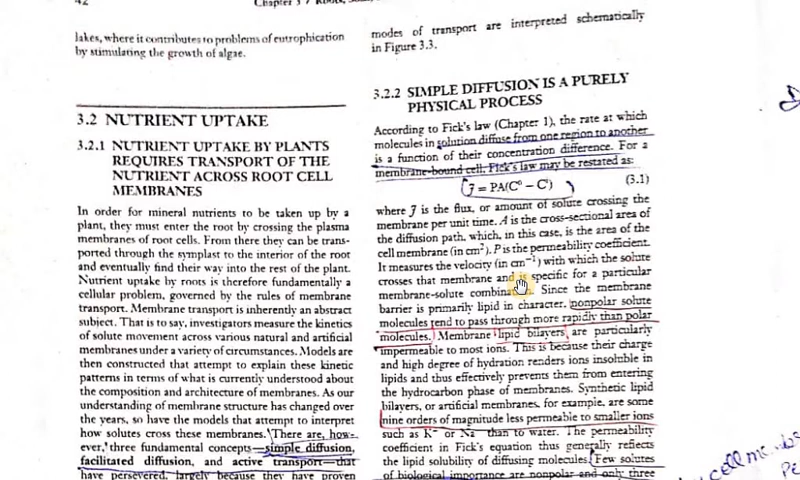 42
Chapter 3 /
lakes, where it contributes to problems of eutrophication
by stimulating the growth of algae.
3.2 NUTRIENT UPTAKE
3.2.1 NUTRIENT UPTAKE BY PLANTS
REQUIRES TRANSPORT OF THE
NUTRIENT ACROSS ROOT CELL
MEMBRANES
In order for mineral nutrients to be taken up by a
plant, they must enter the root by crossing the plasma
membranes of root cells. From there they can be trans-
ported through the symplast to the interior of the root
and eventually find their way into the rest of the plant.
Nutrient uptake by roots is therefore fundamentally a
cellular problem, governed by the rules of membrane
transport. Membrane transport is inherently an abstract
subject. That is to say, investigators measure the kinetics
of solute movement across various natural and artificial
membranes under a variety of circumstances. Models are
then constructed that attempt to explain these kinetic
patterns in terms of what is currently understood about
the composition and architecture of membranes. As our
understanding of membrane structure has changed over
the years, so have the models that attempt to interpret
how solutes cross these membranes. There are, how-
ever, three fundamental concepts—simple diffusion,
facilitated diffusion, and active transport—that
have persevered, largely because they have proven
modes of transport are interpreted schematically
in Figure 3.3.
3.2.2 SIMPLE DIFFUSION IS A PURELY
PHYSICAL PROCESS
According to Fick's law (Chapter 1), the rate at which
molecules in solution diffuse from one region to another
is a function of their concentration difference. For a
membrane-bound cell, Fick's law may be restated as:
J = PA(Cº − Cⁱ) (3.1)
where J is the flux, or amount of solute crossing the
membrane per unit time. A is the cross-sectional area of
the diffusion path, which, in this case, is the area of the
cell membrane (in cm²). P is the permeability coefficient.
It measures the velocity (in cm⁻¹) with which the solute
crosses that membrane and is specific for a particular
membrane-solute combination. Since the membrane
barrier is primarily lipid in character, nonpolar solute
molecules tend to pass through more rapidly than polar
molecules. Membrane lipid bilayers are particularly
impermeable to most ions. This is because their charge
and high degree of hydration renders ions insoluble in
lipids and thus effectively prevents them from entering
the hydrocarbon phase of membranes. Synthetic lipid
bilayers, or artificial membranes, for example, are some
nine orders of magnitude less permeable to smaller ions
such as K⁺ or Na⁺ than to water. The permeability
coefficient in Fick's equation thus generally reflects
the lipid solubility of diffusing molecules. Few solutes
of biological importance are nonpolar and only three